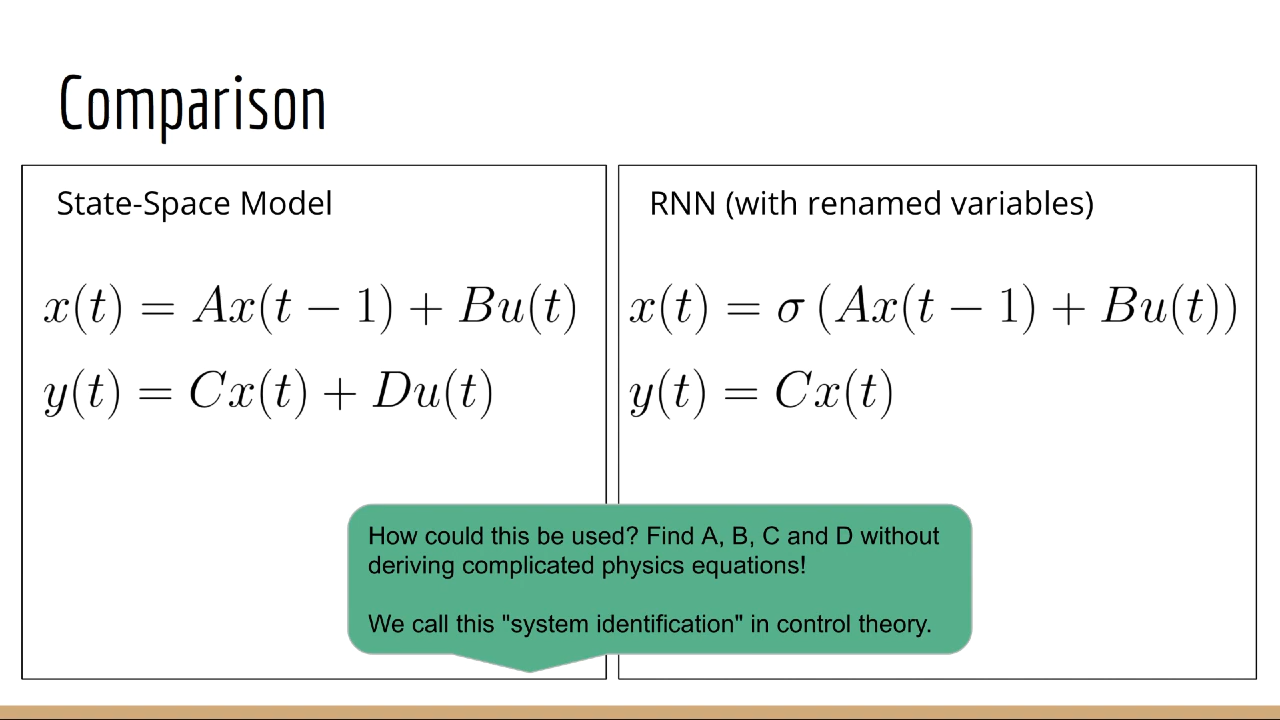 Comparison
State-Space Model
x(t) = Ax(t − 1) + Bu(t)
y(t) = Cx(t) + Du(t)
RNN (with renamed variables)
x(t) = σ (Ax(t − 1) + Bu(t))
y(t) = Cx(t)
How could this be used? Find A, B, C and D without
deriving complicated physics equations!
We call this "system identification" in control theory.